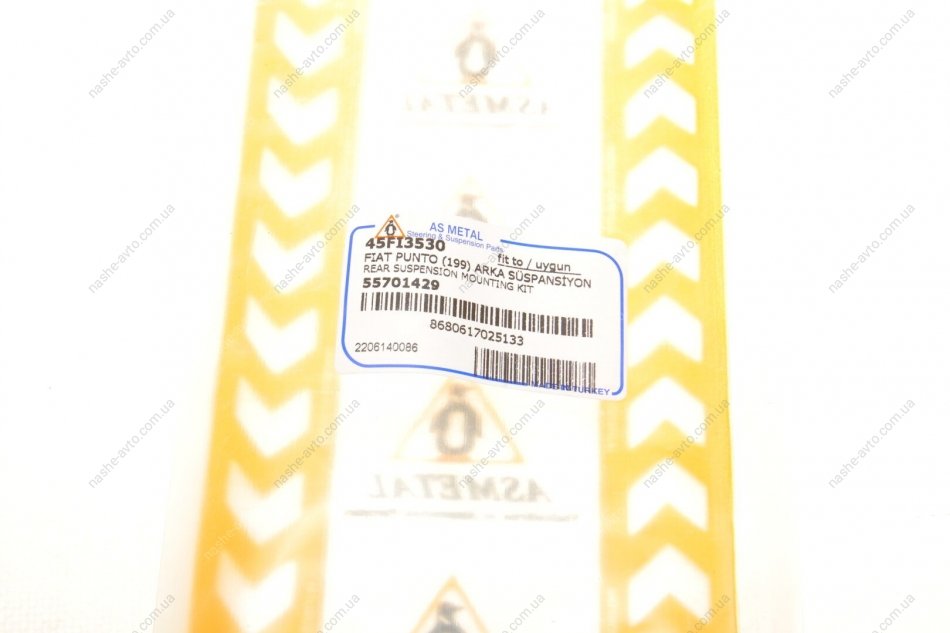 ASMETAL
AS METAL
Steering & Suspension Parts
45FI3530
fit to / uygun
FIAT PUNTO (199) ARKA SÜSPANSİYON
REAR SUSPENSION MOUNTING KIT
55701429
8680617025133
2206140086
MADE IN TURKEY
ASMETAL
nashe-avto.com.ua